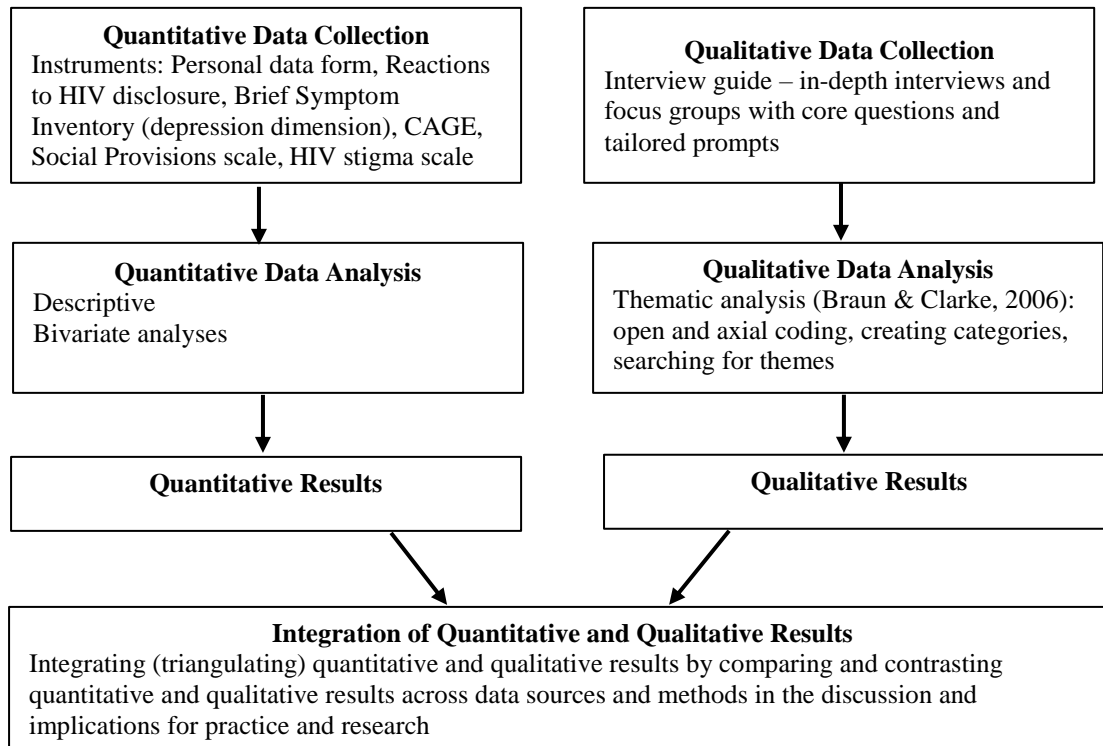 Quantitative Data Collection
Instruments: Personal data form, Reactions
to HIV disclosure, Brief Symptom
Inventory (depression dimension), CAGE,
Social Provisions scale, HIV stigma scale
Qualitative Data Collection
Interview guide – in-depth interviews and
focus groups with core questions and
tailored prompts
Quantitative Data Analysis
Descriptive
Bivariate analyses
Qualitative Data Analysis
Thematic analysis (Braun & Clarke, 2006):
open and axial coding, creating categories,
searching for themes
Quantitative Results
Qualitative Results
Integration of Quantitative and Qualitative Results
Integrating (triangulating) quantitative and qualitative results by comparing and contrasting
quantitative and qualitative results across data sources and methods in the discussion and
implications for practice and research